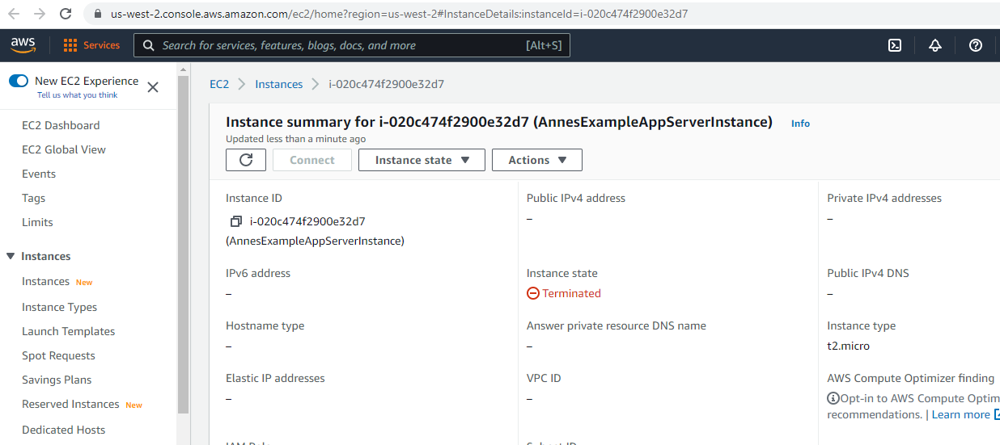 us-west-2.console.aws.amazon.com/ec2/home?region=us-west-2#InstanceDetails:instanceId=i-020c474f2900e32d7
aws
Services
Search for services, features, blogs, docs, and more
[Alt+S]
New EC2 Experience
Tell us what you think
EC2 Dashboard
EC2 Global View
Events
Tags
Limits
Instances
Instances New
Instance Types
Launch Templates
Spot Requests
Savings Plans
Reserved Instances New
Dedicated Hosts
EC2
Instances
i-020c474f2900e32d7
Instance summary for i-020c474f2900e32d7 (AnnesExampleAppServerInstance) Info
Updated less than a minute ago
Connect
Instance state
Actions
Instance ID
i-020c474f2900e32d7
(AnnesExampleAppServerInstance)
Public IPv4 address
–
Private IPv4 addresses
–
IPv6 address
–
Instance state
Terminated
Public IPv4 DNS
–
Hostname type
–
Answer private resource DNS name
–
Instance type
t2.micro
Elastic IP addresses
–
VPC ID
–
AWS Compute Optimizer finding
Opt-in to AWS Compute Optim
recommendations. | Learn more